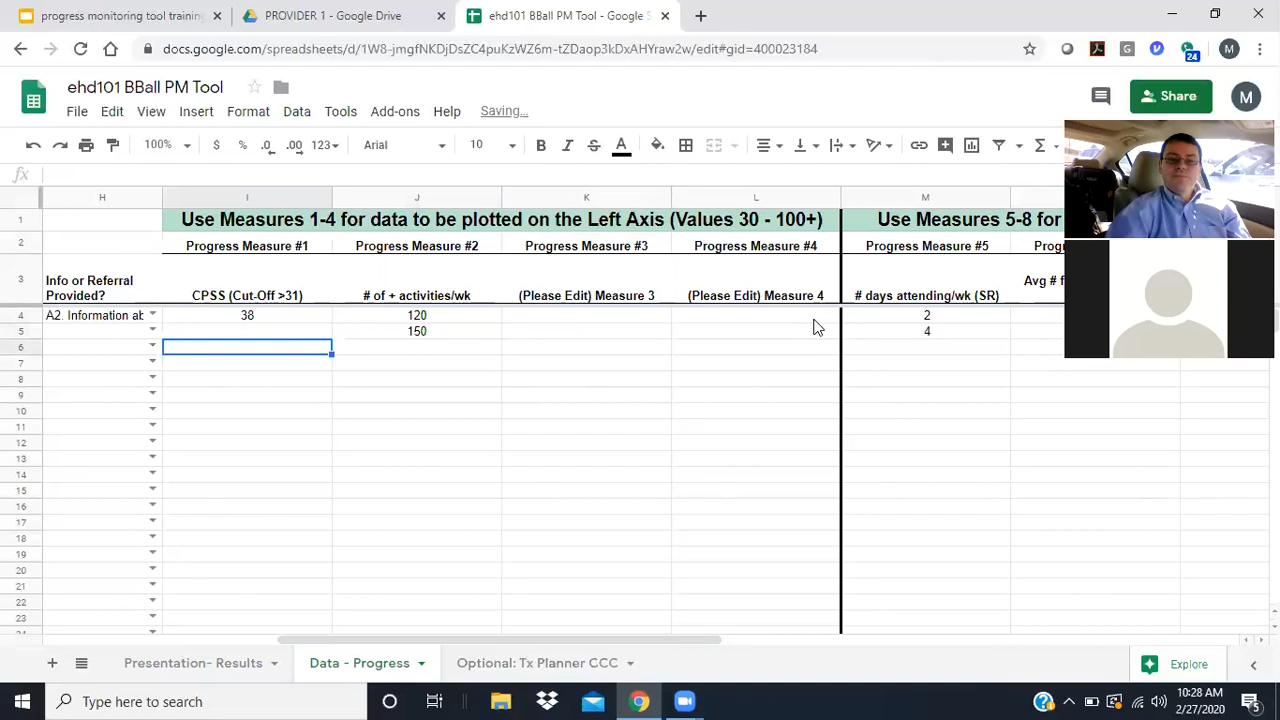 progress monitoring tool training
PROVIDER 1 - Google Drive
ehd101 BBall PM Tool - Google S
docs.google.com/spreadsheets/d/1W8-jmgfNKDjDsZC4puKzWZ6m-tZDaop3kDxAHYraw2w/edit#gid=400023184
G
24
M
ehd101 BBall PM Tool
File Edit View Insert Format Data Tools Add-ons Help Saving...
Share
M
100% $ % .0 .00 123 Arial 10 B I S A Σ
fx
H I J K L M
1 Use Measures 1-4 for data to be plotted on the Left Axis (Values 30 - 100+) Use Measures 5-8 for
2 Progress Measure #1 Progress Measure #2 Progress Measure #3 Progress Measure #4 Progress Measure #5 Prog
3 Info or Referral Provided? CPSS (Cut-Off >31) # of + activities/wk (Please Edit) Measure 3 (Please Edit) Measure 4 # days attending/wk (SR) Avg # f
4 A2. Information ab 38 120 2
5 150 4
6
7
8
9
10
11
12
13
14
15
16
17
18
19
20
21
22
23
Presentation- Results Data - Progress Optional: Tx Planner CCC Explore
Type here to search
10:28 AM
2/27/2020
5